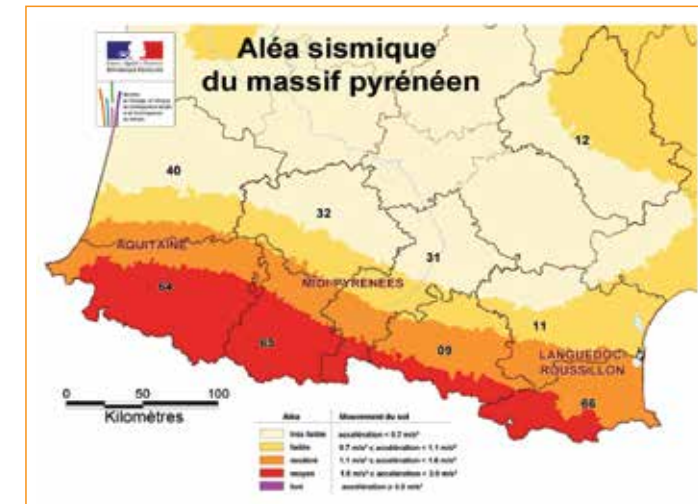 Aléa sismique
du massif pyrénéen
RÉPUBLIQUE FRANÇAISE
12
40
32
31
AQUITAINE
MIDI-PYRENEES
64
11
65
09
LANGUEDOC-
ROUSSILLON
66
0 50 100
Kilomètres
Aléa Mouvement du sol
très faible accélération < 0.7 m/s²
faible 0.7 m/s² ≤ accélération < 1.1 m/s²
modéré 1.1 m/s² ≤ accélération < 1.6 m/s²
moyen 1.6 m/s² ≤ accélération < 3.0 m/s²
fort accélération ≥ 3.0 m/s²